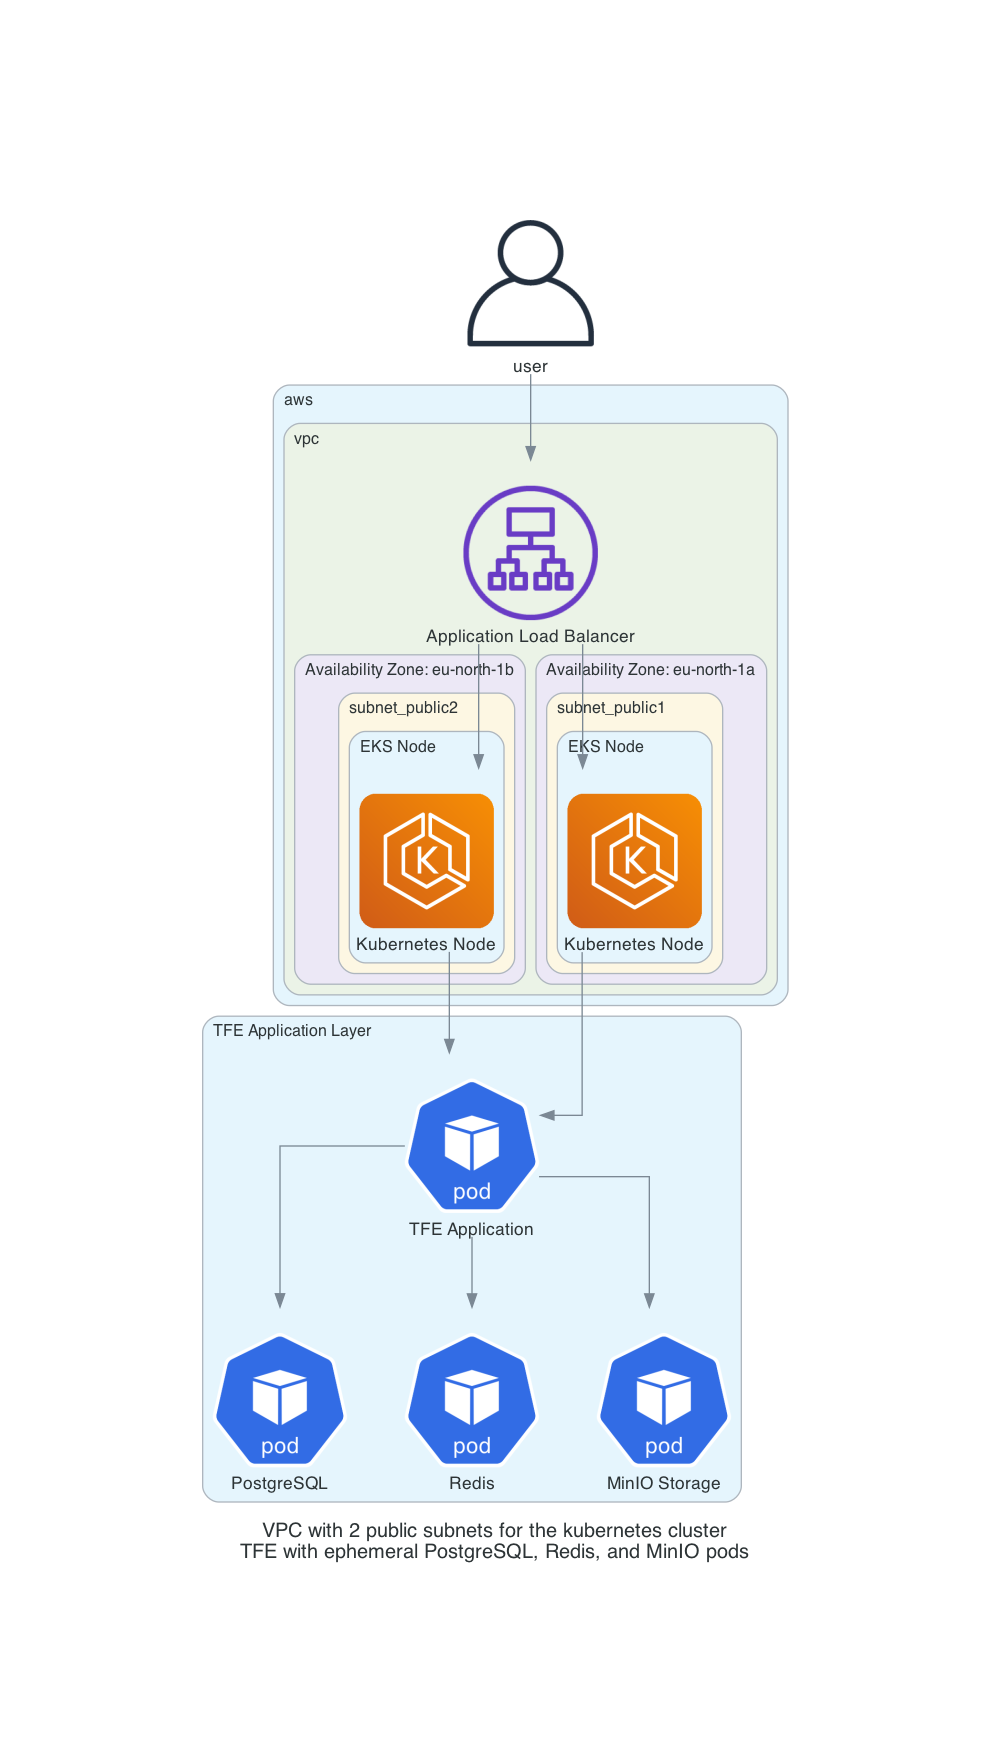 user
aws
vpc
Application Load Balancer
Availability Zone: eu-north-1b
Availability Zone: eu-north-1a
subnet_public2
subnet_public1
EKS Node
EKS Node
K
K
Kubernetes Node
Kubernetes Node
TFE Application Layer
pod
TFE Application
pod
pod
pod
PostgreSQL
Redis
MinIO Storage
VPC with 2 public subnets for the kubernetes cluster
TFE with ephemeral PostgreSQL, Redis, and MinIO pods